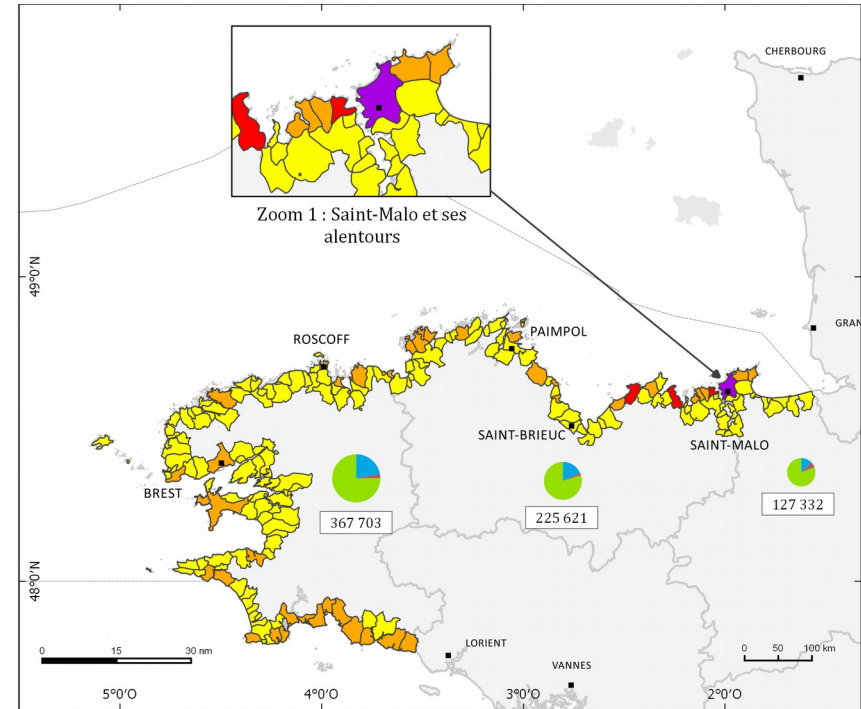 CHERBOURG
Zoom 1 : Saint-Malo et ses
alentours
49°0'N
GRAN
ROSCOFF
PAIMPOL
SAINT-BRIEUC
SAINT-MALO
BREST
367 703
225 621
127 332
48°0'N
LORIENT
VANNES
0 15 30 nm
0 50 100 km
5°0'O 4°0'O 3°0'O 2°0'O